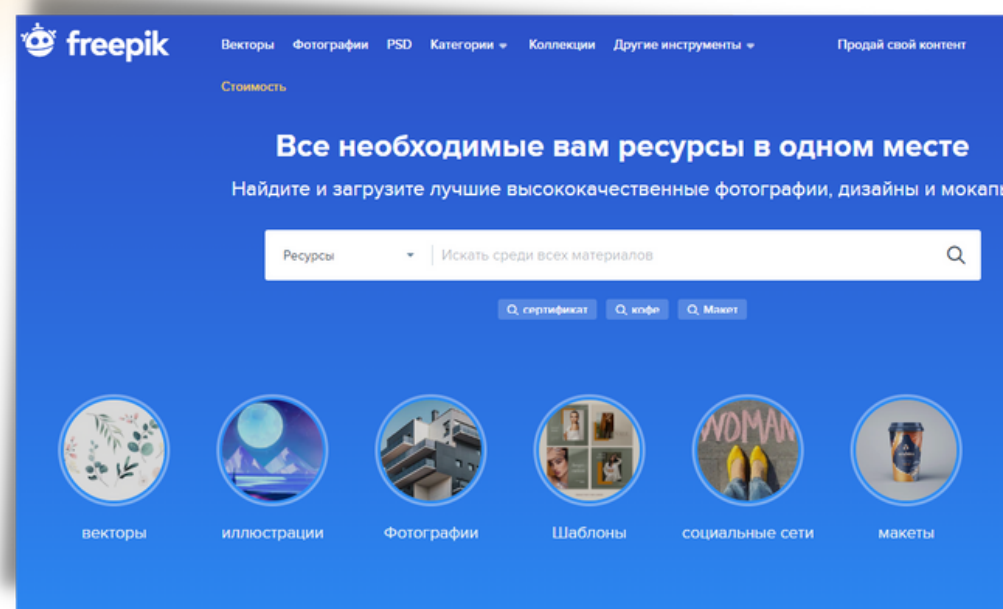 freepik
Векторы Фотографии PSD Категории Коллекции Другие инструменты Продай свой контент
Стоимость
Все необходимые вам ресурсы в одном месте
Найдите и загрузите лучшие высококачественные фотографии, дизайны и мокапы
Ресурсы Искать среди всех материалов
сертификат кофе Макет
WOMAN
векторы иллюстрации Фотографии Шаблоны социальные сети макеты